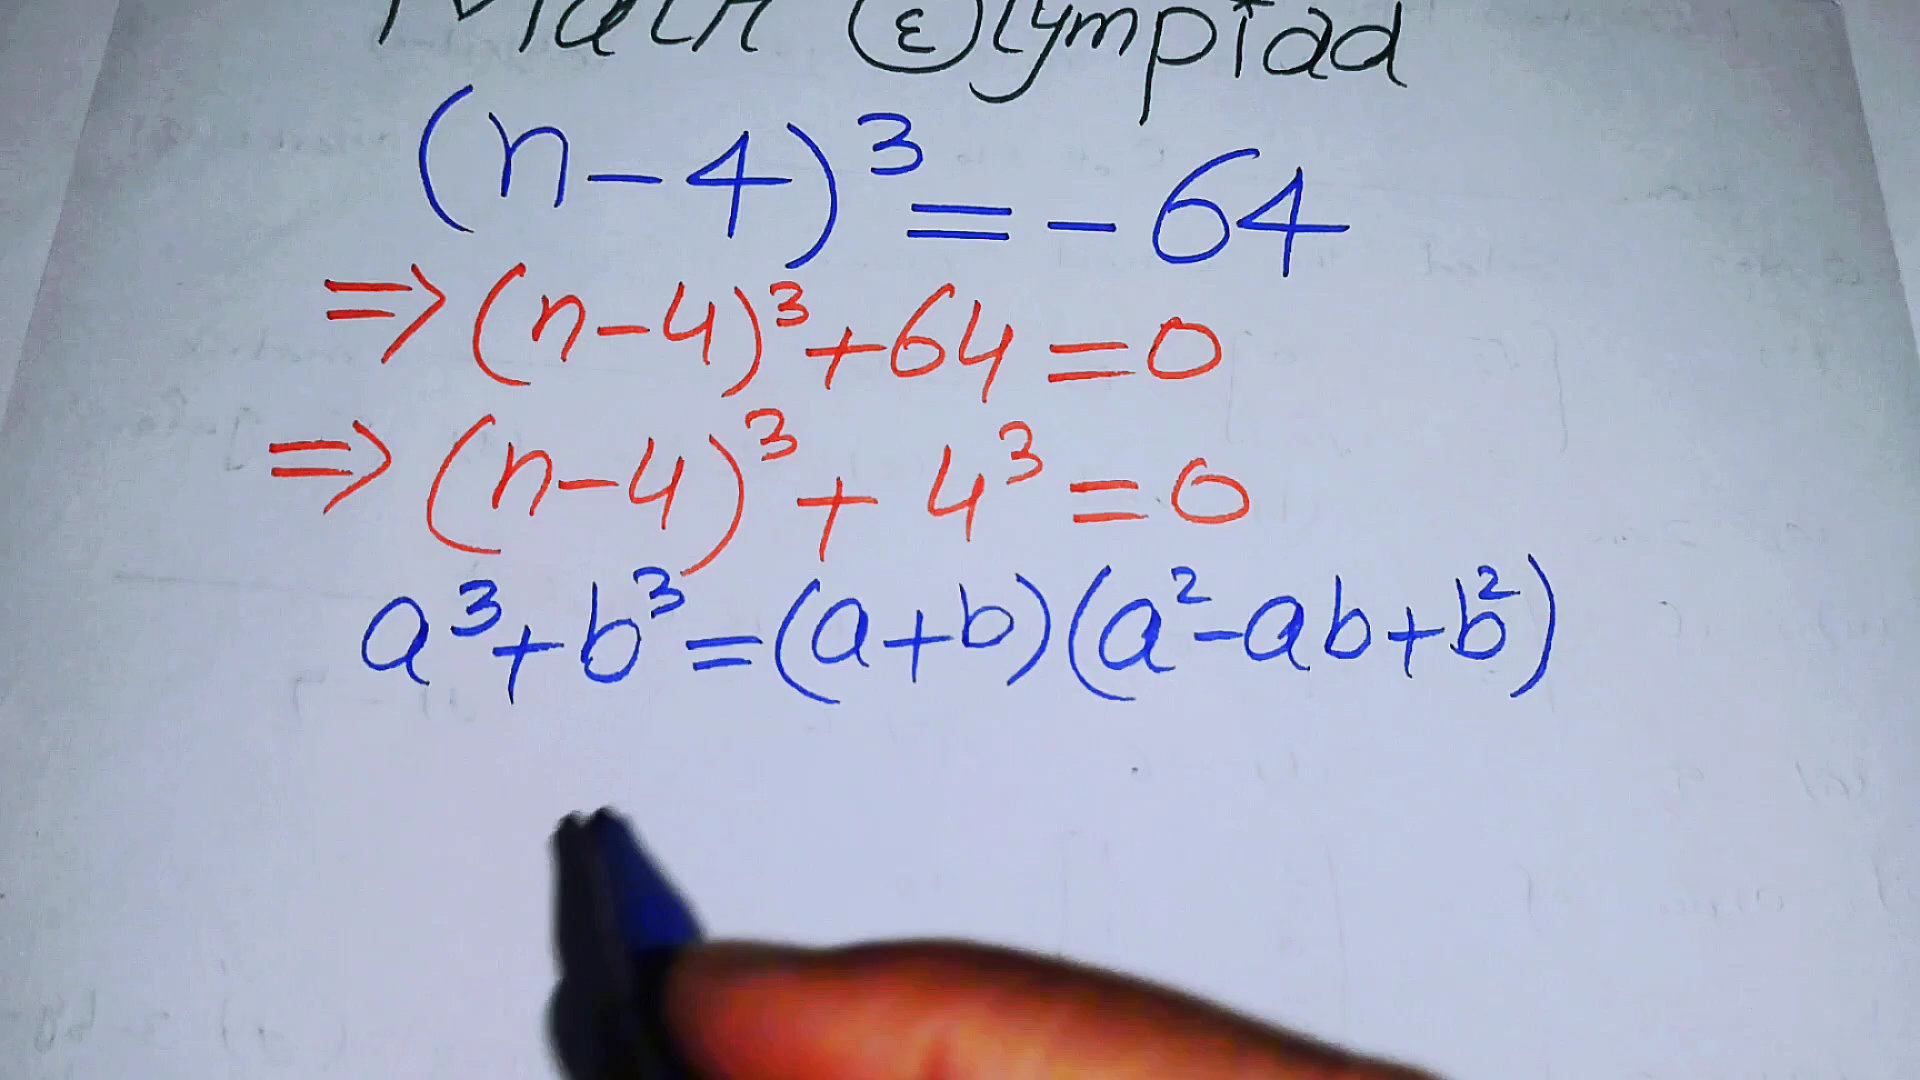 Math Olympiad
(n-4)³ = -64
⇒ (n-4)³ + 64 = 0
⇒ (n-4)³ + 4³ = 0
a³+b³ = (a+b)(a²-ab+b²)